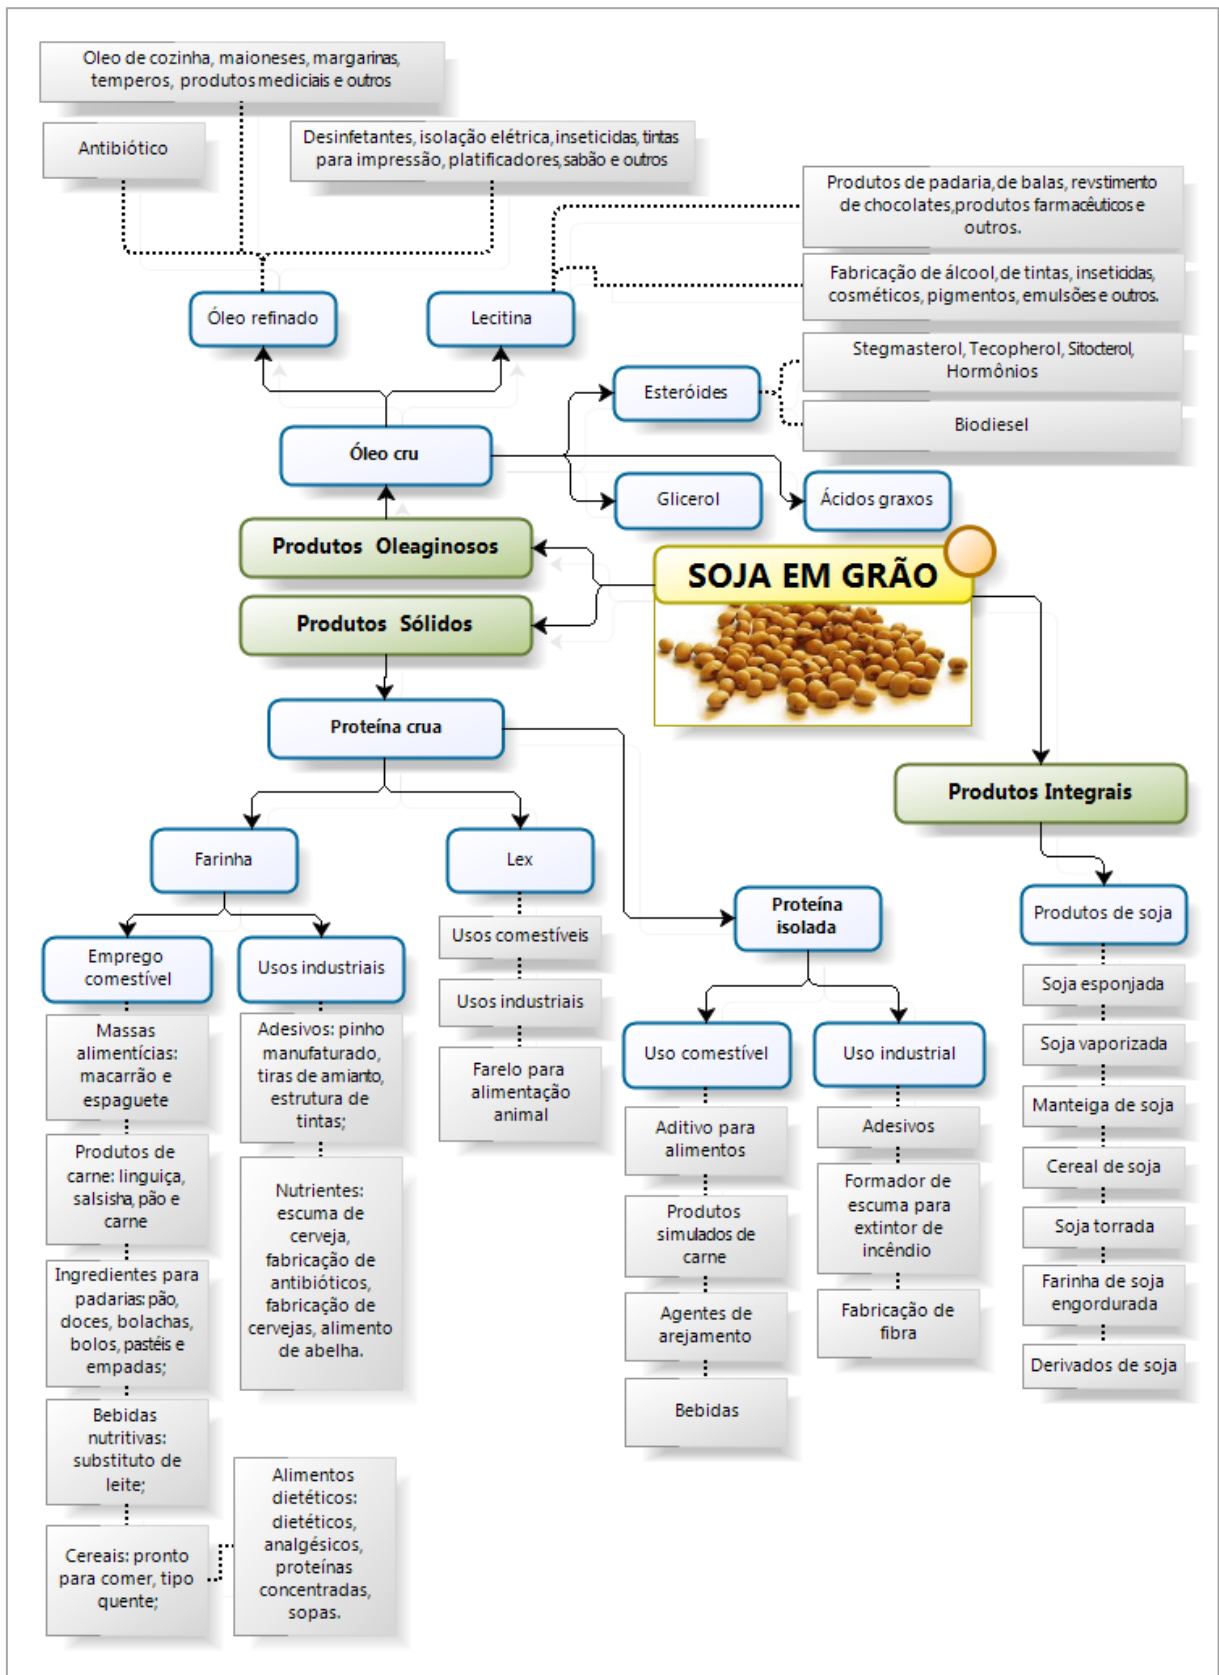 Oleo de cozinha, maioneses, margarinas,
temperos, produtos mediciais e outros
Antibiótico
Desinfetantes, isolação elétrica, inseticidas, tintas
para impressão, platificadores, sabão e outros
Produtos de padaria, de balas, revstimento
de chocolates, produtos farmacêuticos e
outros.
Fabricação de álcool, de tintas, inseticidas,
cosméticos, pigmentos, emulsões e outros.
Óleo refinado
Lecitina
Stegmasterol, Tecopherol, Sitocterol,
Hormônios
Esteróides
Biodiesel
Óleo cru
Glicerol
Ácidos graxos
Produtos Oleaginosos
SOJA EM GRÃO
Produtos Sólidos
Proteína crua
Produtos Integrais
Farinha
Lex
Proteína
isolada
Produtos de soja
Emprego
comestível
Usos industriais
Usos comestíveis
Usos industriais
Farelo para
alimentação
animal
Massas
alimentícias:
macarrão e
espaguete
Produtos de
carne: linguiça,
salsisha, pão e
carne
Ingredientes para
padarias: pão,
doces, bolachas,
bolos, pastéis e
empadas;
Bebidas
nutritivas:
substituto de
leite;
Cereais: pronto
para comer, tipo
quente;
Adesivos: pinho
manufaturado,
tiras de amianto,
estrutura de
tintas;
Nutrientes:
escuma de
cerveja,
fabricação de
antibióticos,
fabricação de
cervejas, alimento
de abelha.
Alimentos
dietéticos:
dietéticos,
analgésicos,
proteínas
concentradas,
sopas.
Uso comestível
Aditivo para
alimentos
Produtos
simulados de
carne
Agentes de
arejamento
Bebidas
Uso industrial
Adesivos
Formador de
escuma para
extintor de
incêndio
Fabricação de
fibra
Soja esponjada
Soja vaporizada
Manteiga de soja
Cereal de soja
Soja torrada
Farinha de soja
engordurada
Derivados de soja